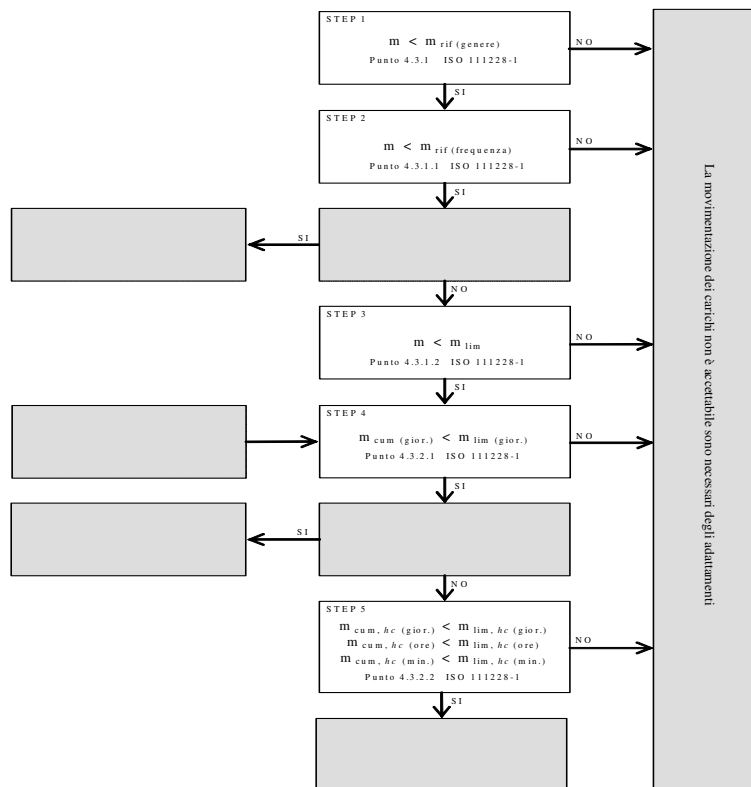 STEP 1
m < m rif (genere)
Punto 4.3.1 ISO 111228-1
NO
SI
STEP 2
m < m rif (frequenza)
Punto 4.3.1.1 ISO 111228-1
NO
SI
SI
NO
STEP 3
m < m lim
Punto 4.3.1.2 ISO 111228-1
NO
SI
STEP 4
m cum (gior.) < m lim (gior.)
Punto 4.3.2.1 ISO 111228-1
NO
SI
SI
NO
STEP 5
m cum, hc (gior.) < m lim, hc (gior.)
m cum, hc (ore) < m lim, hc (ore)
m cum, hc (min.) < m lim, hc (min.)
Punto 4.3.2.2 ISO 111228-1
NO
SI
La movimentazione dei carichi non è accettabile sono necessari degli adattamenti